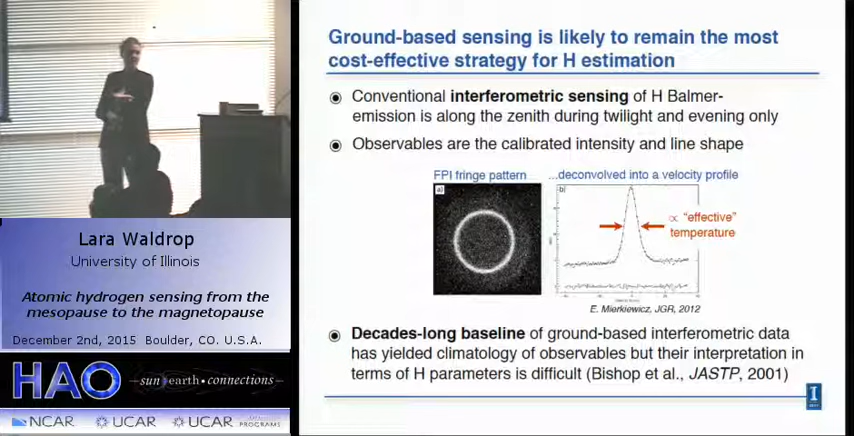 Ground-based sensing is likely to remain the most
cost-effective strategy for H estimation
Conventional interferometric sensing of H Balmer-
emission is along the zenith during twilight and evening only
Observables are the calibrated intensity and line shape
FPI fringe pattern
...deconvolved into a velocity profile
a)
b)
∝ “effective”
temperature
E. Mierkiewicz, JGR, 2012
Decades-long baseline of ground-based interferometric data
has yielded climatology of observables but their interpretation in
terms of H parameters is difficult (Bishop et al., JASTP, 2001)
I
Lara Waldrop
University of Illinois
Atomic hydrogen sensing from the
mesopause to the magnetopause
December 2nd, 2015 Boulder, CO. U.S.A.
HAO
sun earth • connections
NCAR
UCAR
UCAR
PROGRAMS